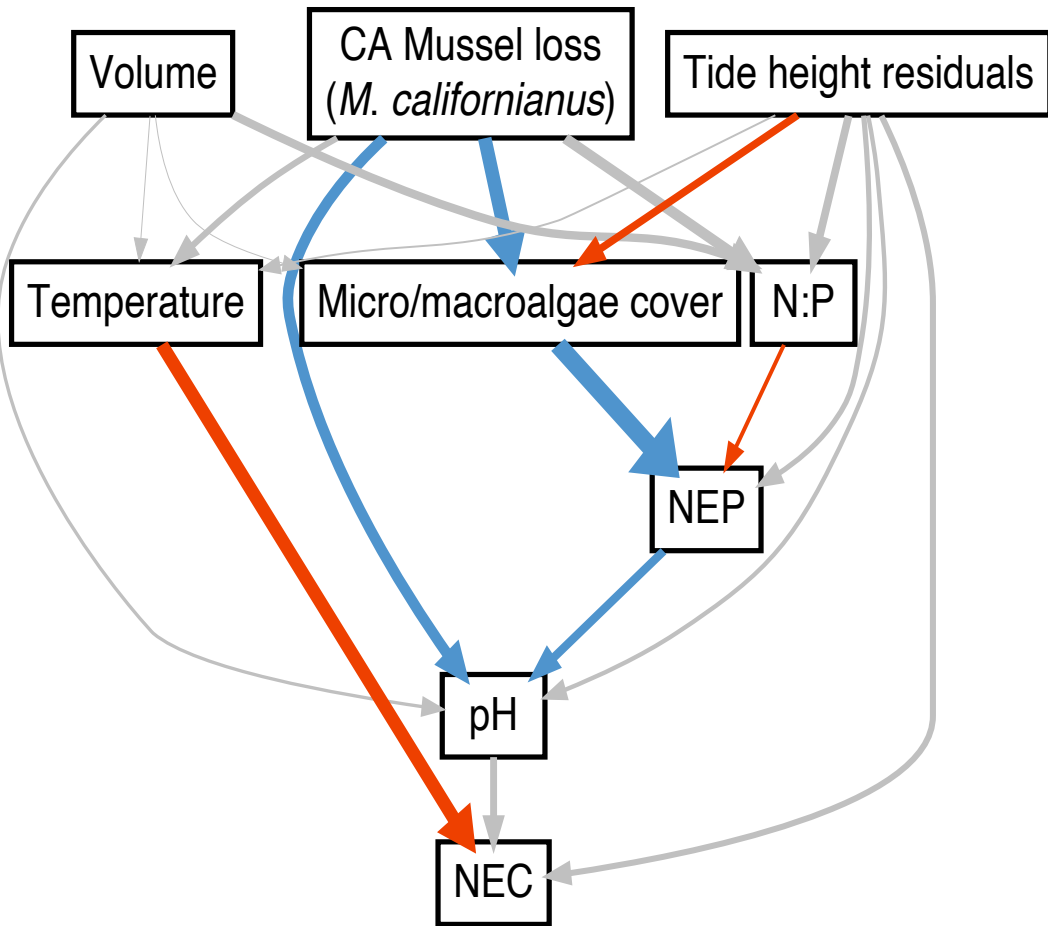 Volume
CA Mussel loss
(M. californianus)
Tide height residuals
Temperature
Micro/macroalgae cover
N:P
NEP
pH
NEC